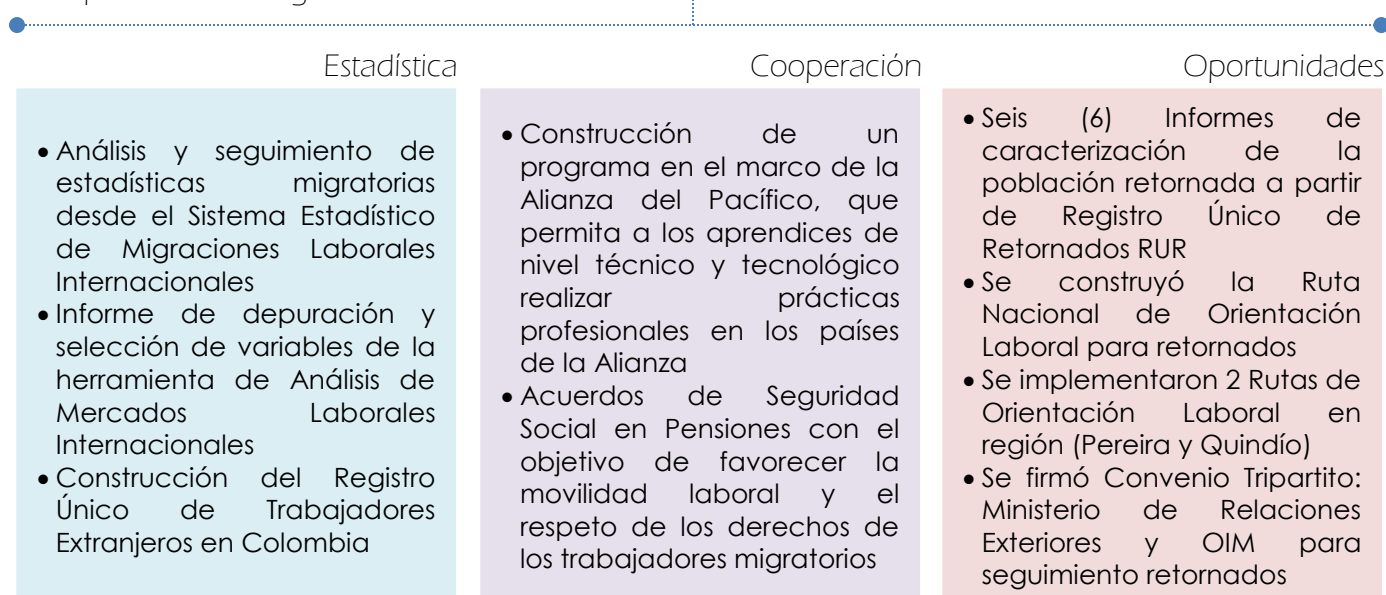 Estadística
• Análisis y seguimiento de
estadísticas migratorias
desde el Sistema Estadístico
de Migraciones Laborales
Internacionales
• Informe de depuración y
selección de variables de la
herramienta de Análisis de
Mercados Laborales
Internacionales
• Construcción del Registro
Único de Trabajadores
Extranjeros en Colombia
Cooperación
• Construcción de un
programa en el marco de la
Alianza del Pacífico, que
permita a los aprendices de
nivel técnico y tecnológico
realizar prácticas
profesionales en los países
de la Alianza
• Acuerdos de Seguridad
Social en Pensiones con el
objetivo de favorecer la
movilidad laboral y el
respeto de los derechos de
los trabajadores migratorios
Oportunidades
• Seis (6) Informes de
caracterización de la
población retornada a partir
de Registro Único de
Retornados RUR
• Se construyó la Ruta
Nacional de Orientación
Laboral para retornados
• Se implementaron 2 Rutas de
Orientación Laboral en
región (Pereira y Quindío)
• Se firmó Convenio Tripartito:
Ministerio de Relaciones
Exteriores y OIM para
seguimiento retornados